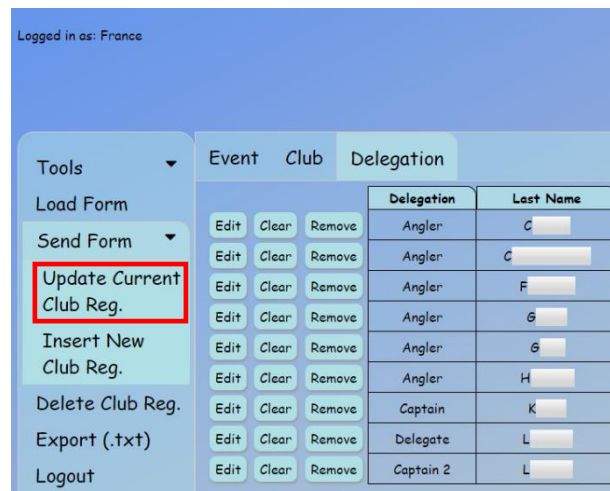 Logged in as: France
Tools
Load Form
Send Form
Update Current
Club Reg.
Insert New
Club Reg.
Delete Club Reg.
Export (.txt)
Logout
Event Club Delegation
Delegation Last Name
Edit Clear Remove Angler C
Edit Clear Remove Angler C
Edit Clear Remove Angler F
Edit Clear Remove Angler G
Edit Clear Remove Angler G
Edit Clear Remove Angler H
Edit Clear Remove Captain K
Edit Clear Remove Delegate L
Edit Clear Remove Captain 2 L